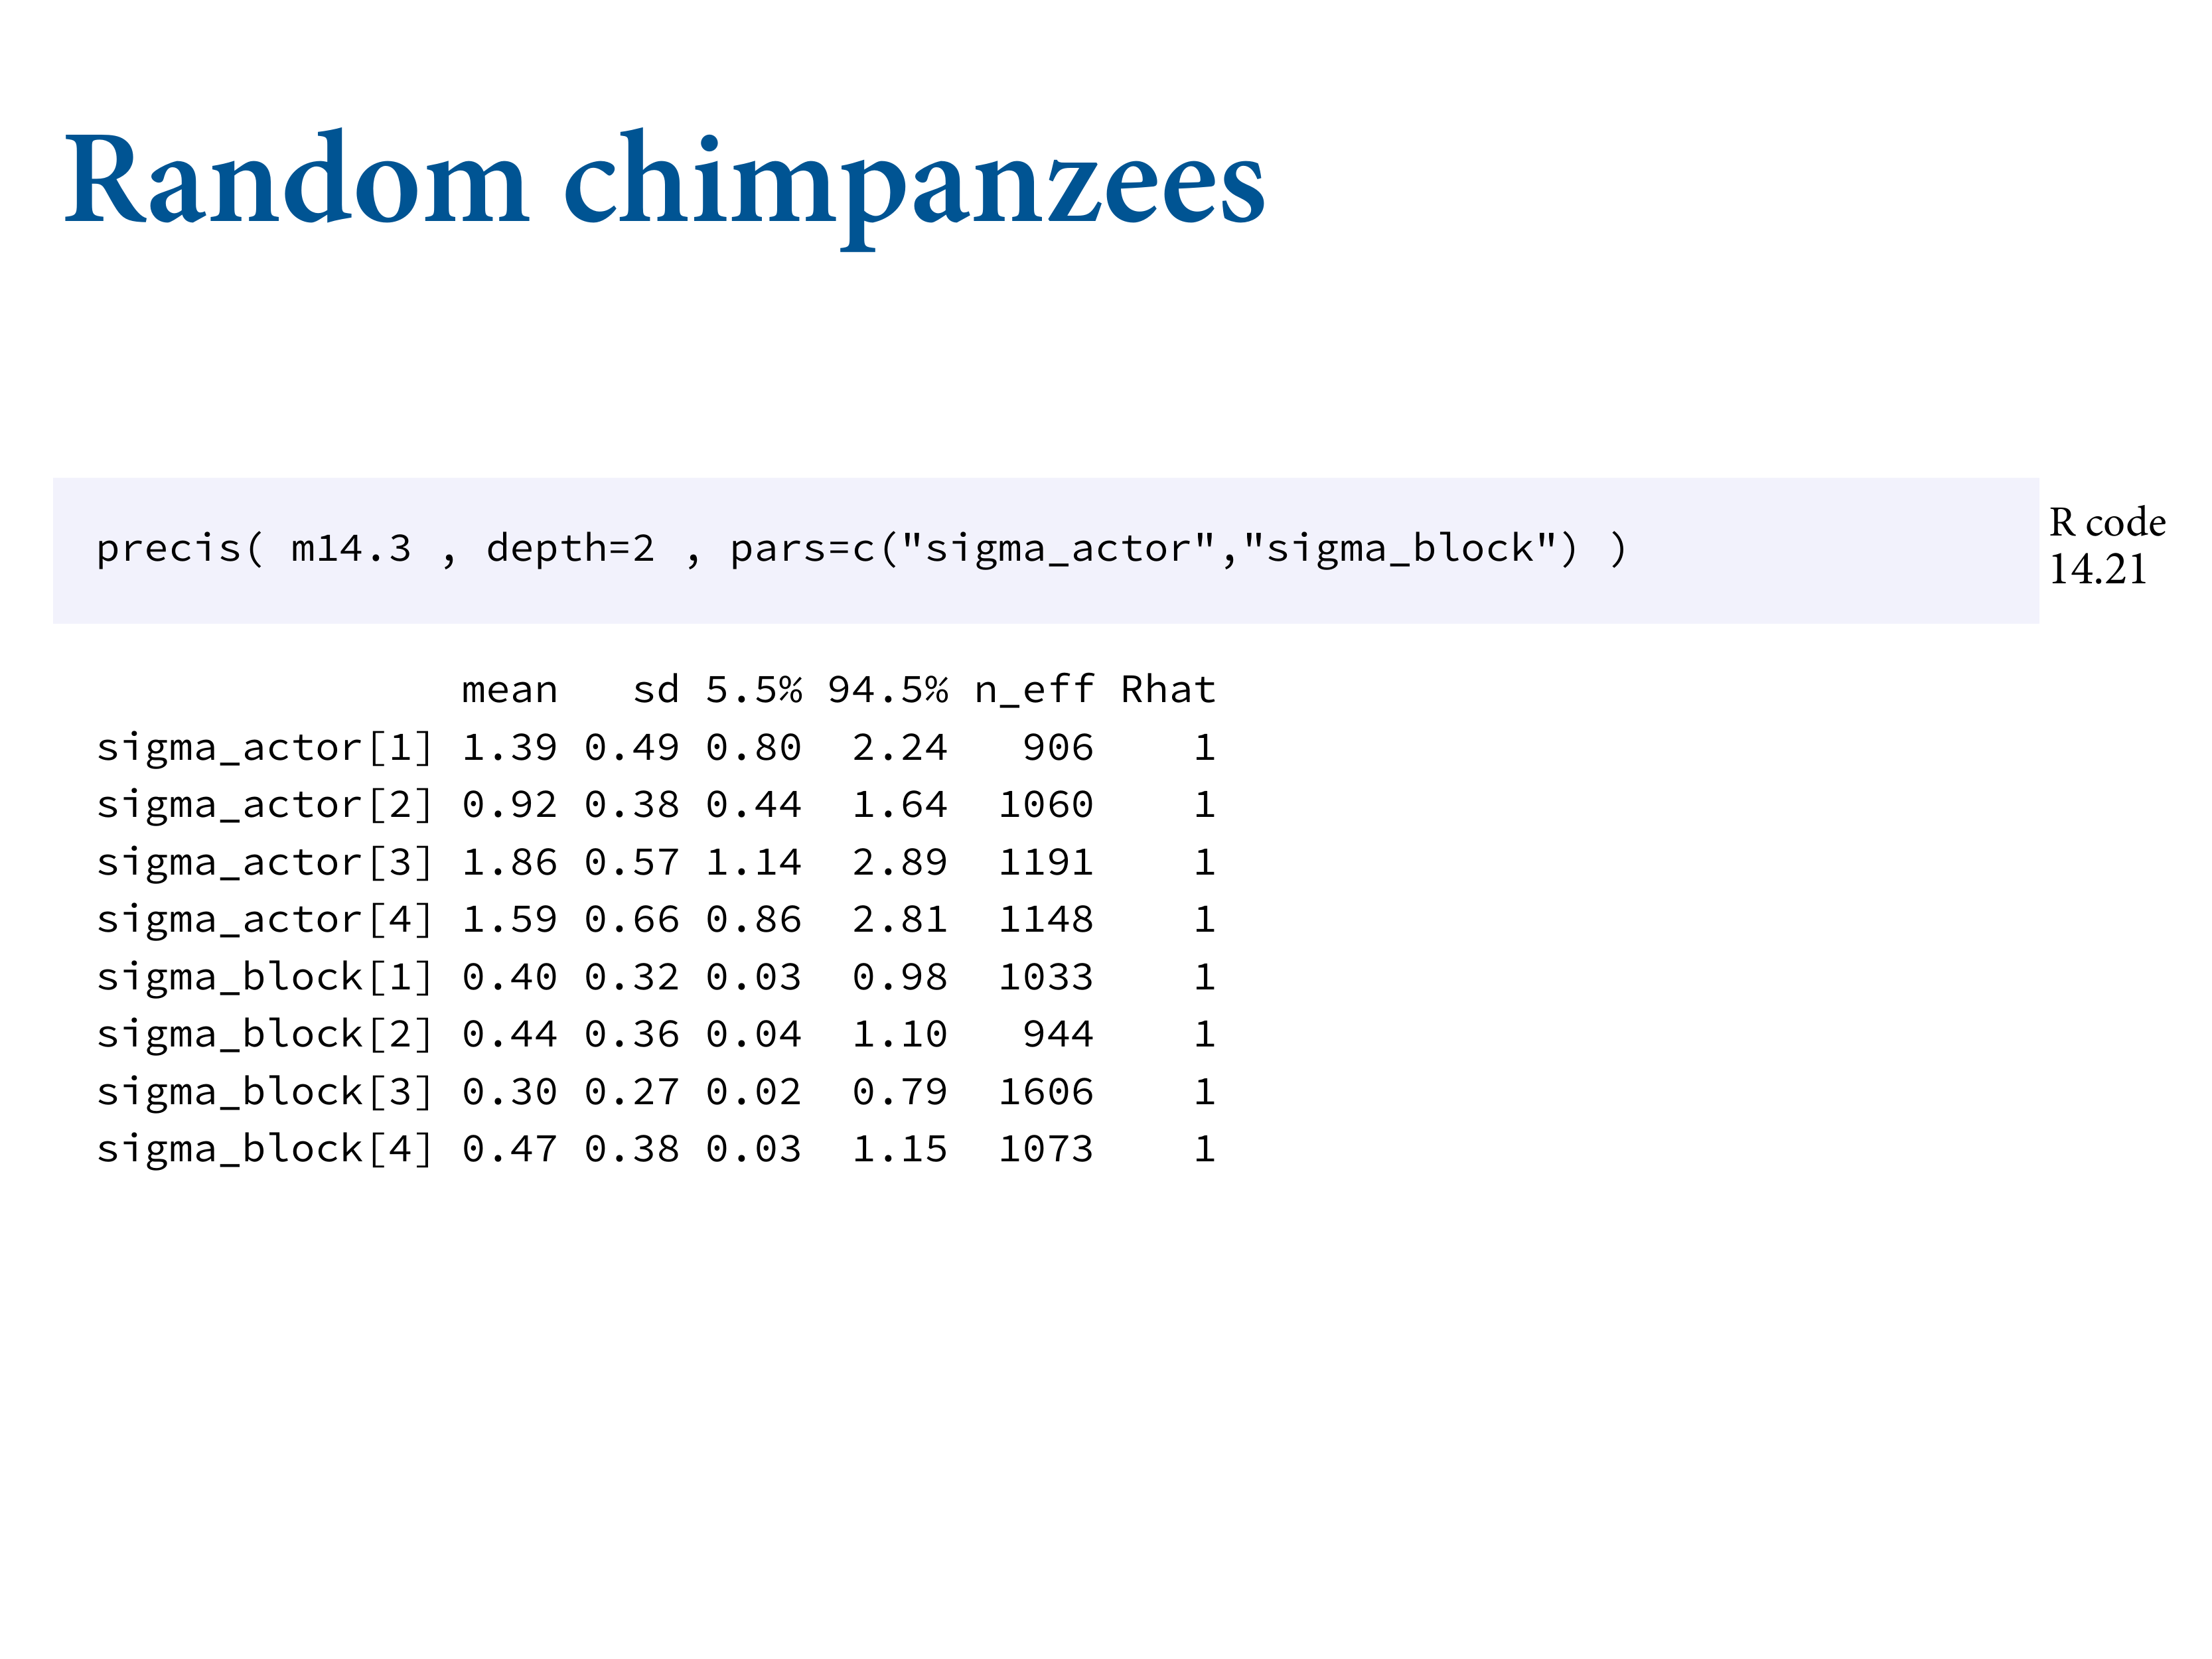 Random chimpanzees
precis( m14.3 , depth=2 , pars=c("sigma_actor","sigma_block") )
R code
14.21
mean sd 5.5% 94.5% n_eff Rhat
sigma_actor[1] 1.39 0.49 0.80 2.24 906 1
sigma_actor[2] 0.92 0.38 0.44 1.64 1060 1
sigma_actor[3] 1.86 0.57 1.14 2.89 1191 1
sigma_actor[4] 1.59 0.66 0.86 2.81 1148 1
sigma_block[1] 0.40 0.32 0.03 0.98 1033 1
sigma_block[2] 0.44 0.36 0.04 1.10 944 1
sigma_block[3] 0.30 0.27 0.02 0.79 1606 1
sigma_block[4] 0.47 0.38 0.03 1.15 1073 1